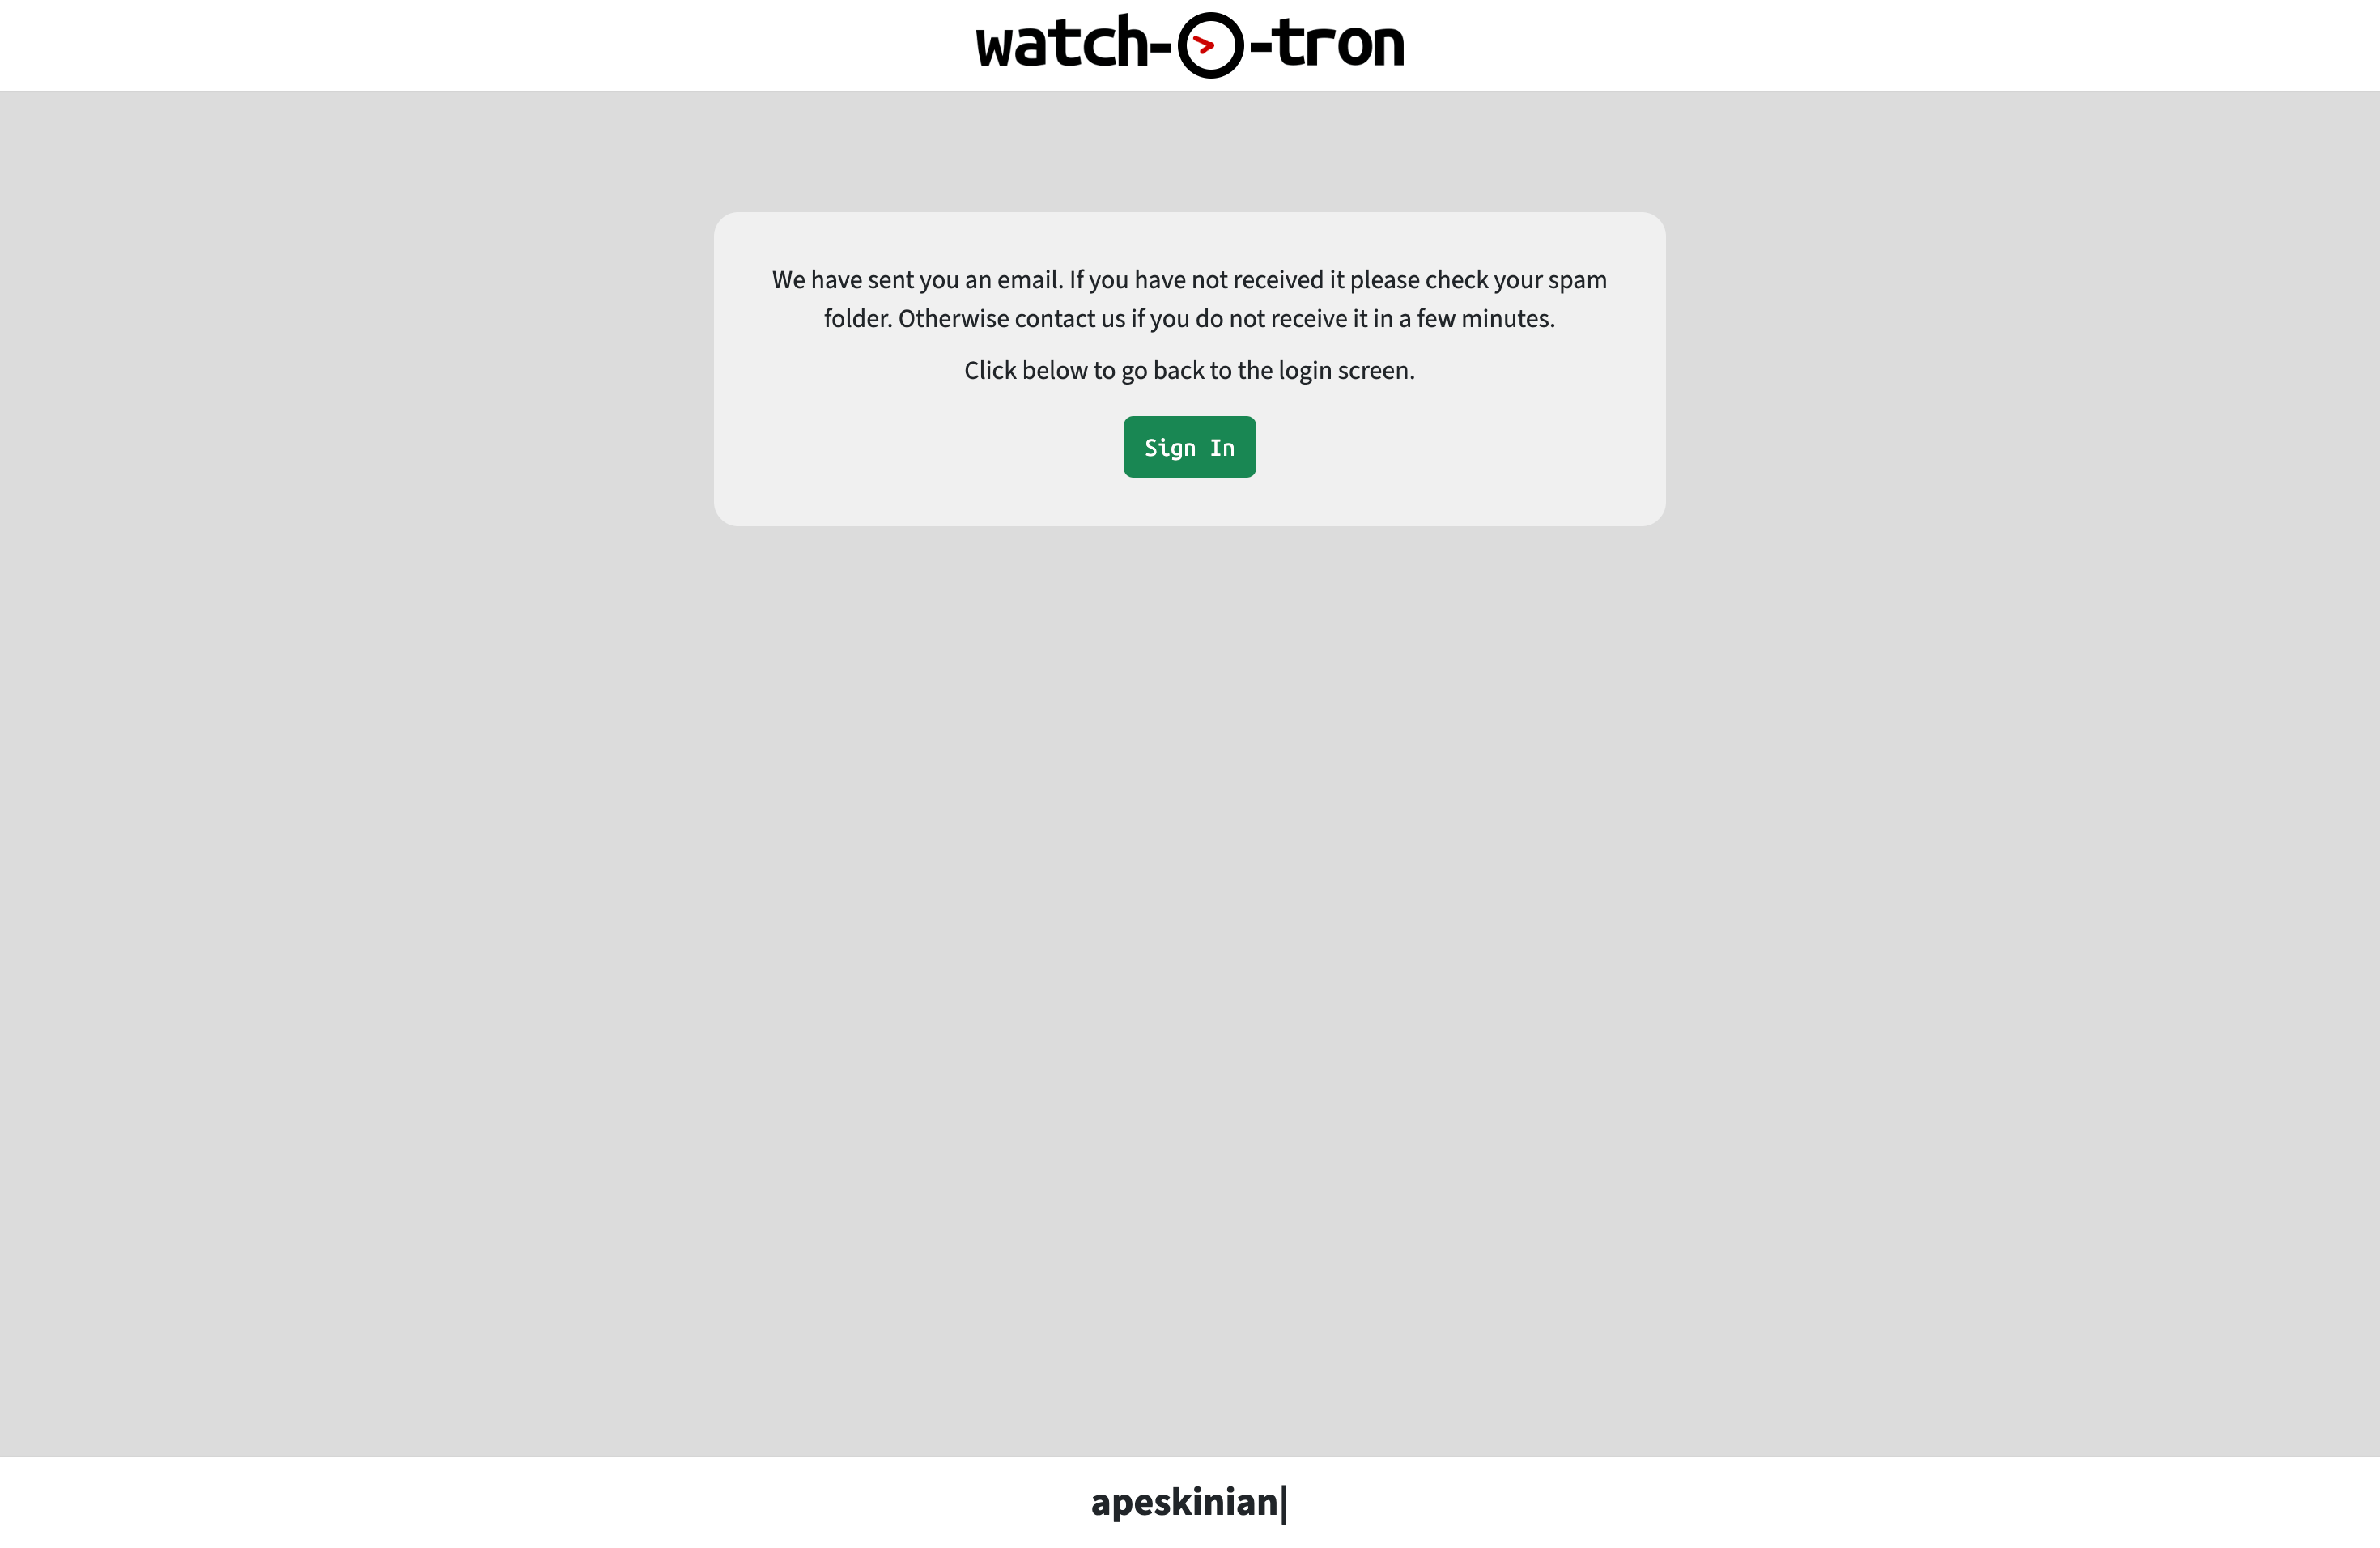 watch-O-tron
We have sent you an email. If you have not received it please check your spam
folder. Otherwise contact us if you do not receive it in a few minutes.
Click below to go back to the login screen.
Sign In
apeskinian|